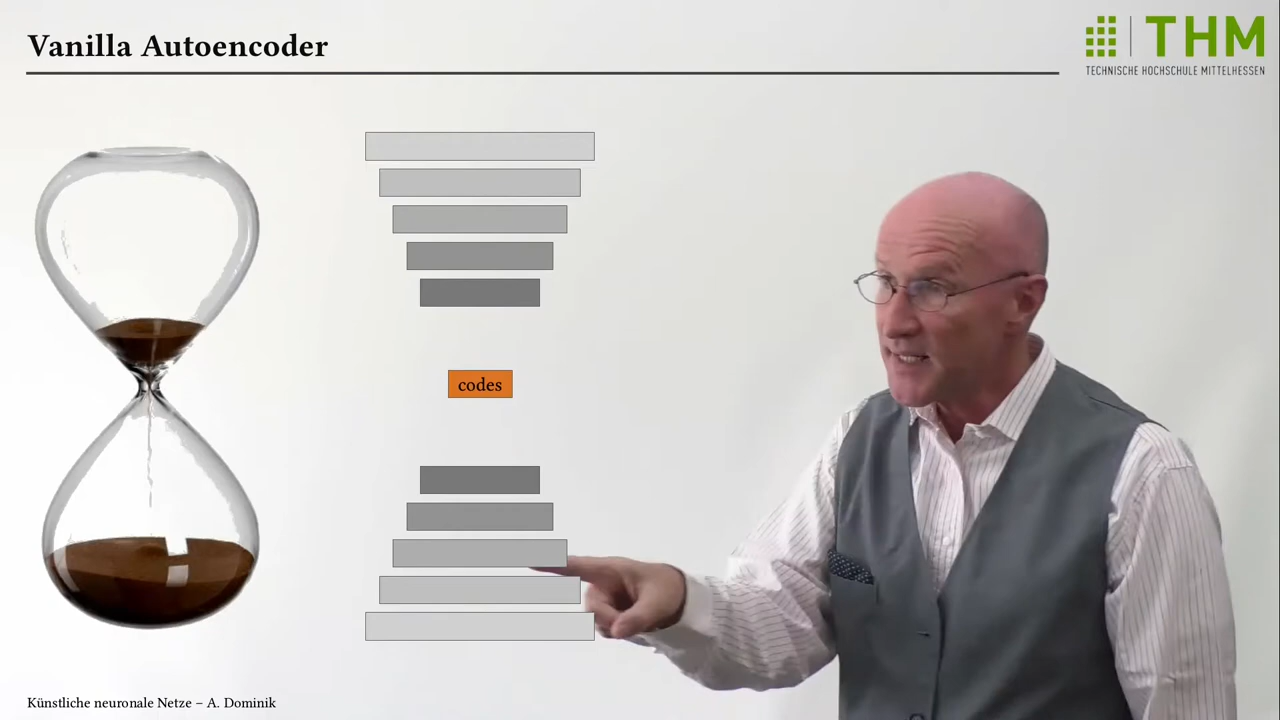 Vanilla Autoencoder
THM
TECHNISCHE HOCHSCHULE MITTELHESSEN
codes
Künstliche neuronale Netze – A. Dominik